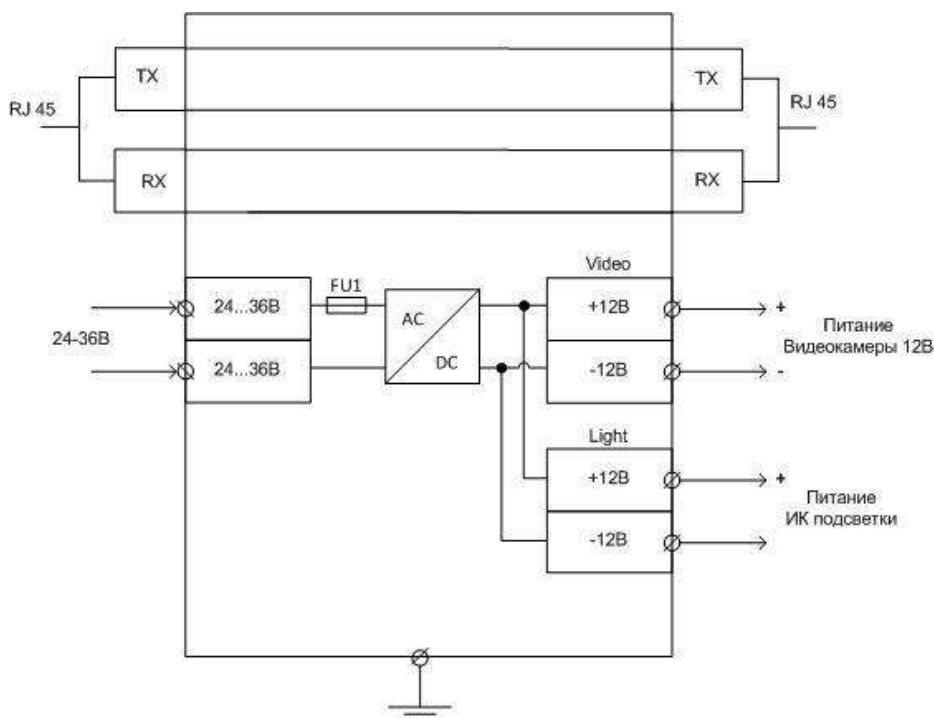 TX
TX
RJ 45
RJ 45
RX
RX
Video
FU1
24...36В
+12В
+
AC
24-36В
Питание
Видеокамеры 12В
DC
24...36В
-12В
-
Light
+12В
+
Питание
ИК подсветки
-12В